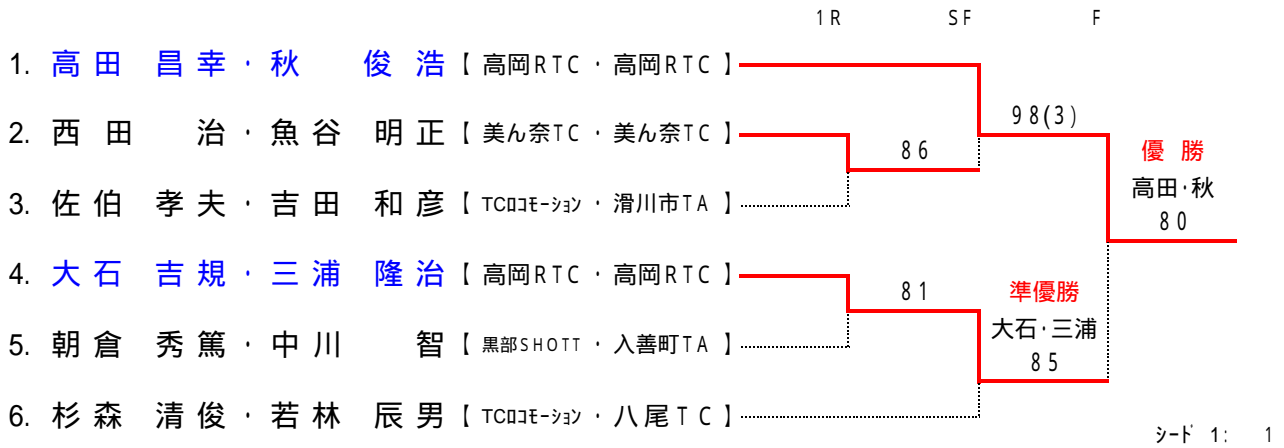 1R SF F
1. 高田 昌幸・秋 俊浩【 高岡RTC ・ 高岡RTC 】
98(3)
2. 西田 治・魚谷 明正【 美ん奈TC ・ 美ん奈TC 】
86
優勝
高田・秋
3. 佐伯 孝夫・吉田 和彦【 TCロコモーション ・ 滑川市TA 】
80
4. 大石 吉規・三浦 隆治【 高岡RTC ・ 高岡RTC 】
81
準優勝
大石・三浦
5. 朝倉 秀篤・中川 智【 黒部SHOTT ・ 入善町TA 】
85
6. 杉森 清俊・若林 辰男【 TCロコモーション ・ 八尾TC 】
シード 1: 1